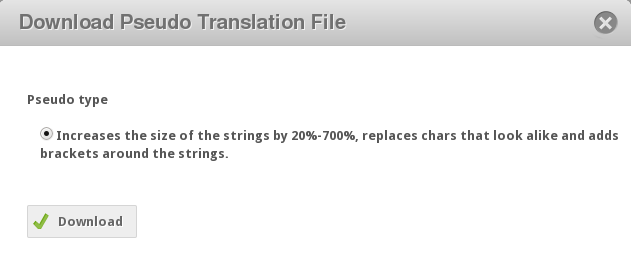 Download Pseudo Translation File
Pseudo type
Increases the size of the strings by 20%-700%, replaces chars that look alike and adds
brackets around the strings.
Download